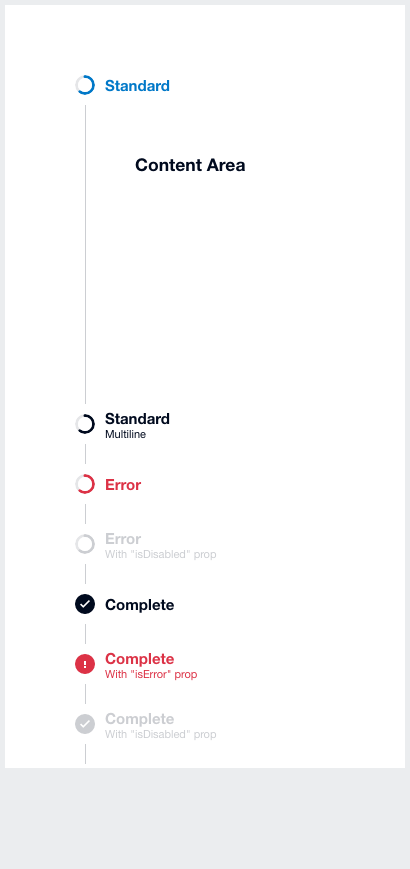 Standard
Content Area
Standard
Multiline
Error
Error
With "isDisabled" prop
Complete
Complete
With "isError" prop
Complete
With "isDisabled" prop